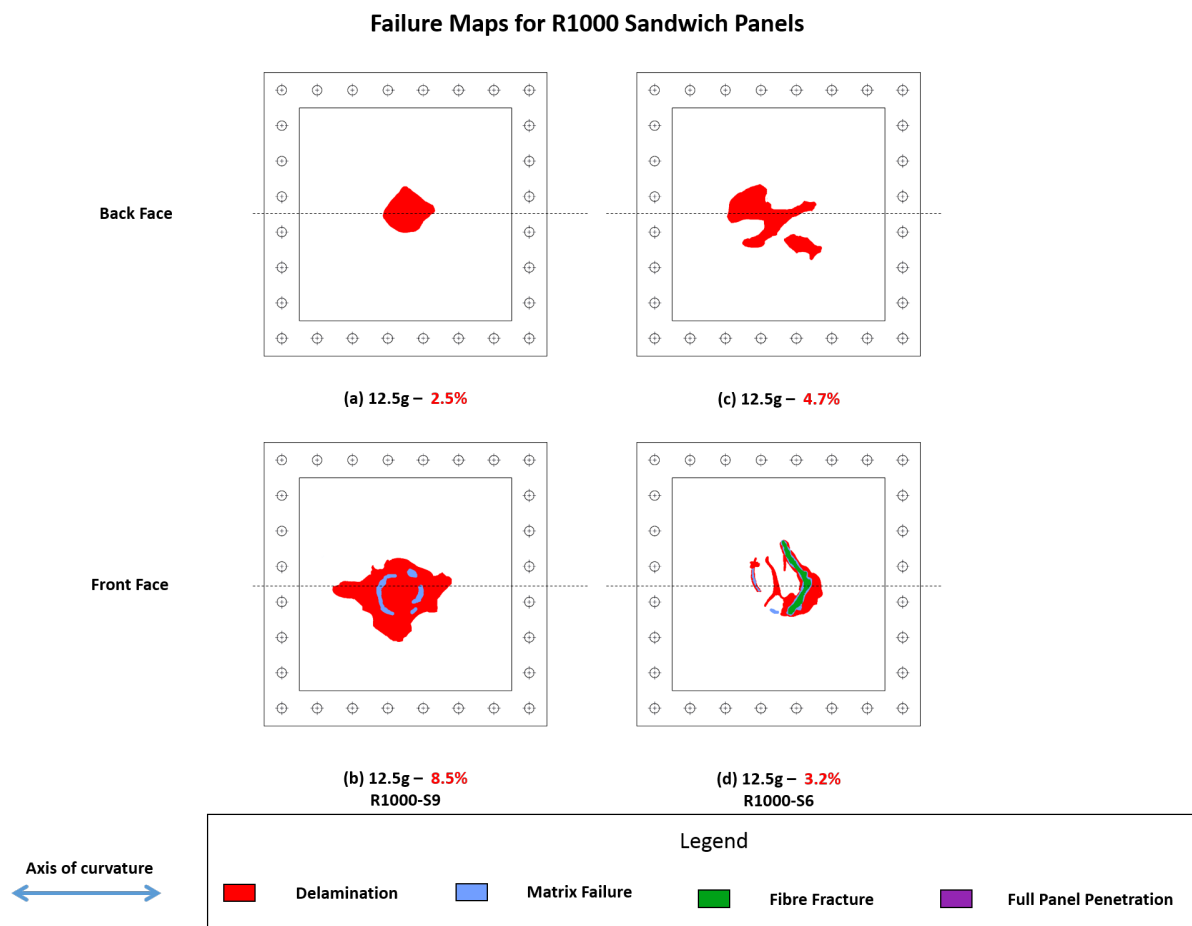 Failure Maps for R1000 Sandwich Panels
Back Face
(a) 12.5g – 2.5%
(c) 12.5g – 4.7%
Front Face
(b) 12.5g – 8.5%
R1000-S9
(d) 12.5g – 3.2%
R1000-S6
Axis of curvature
Legend
Delamination
Matrix Failure
Fibre Fracture
Full Panel Penetration